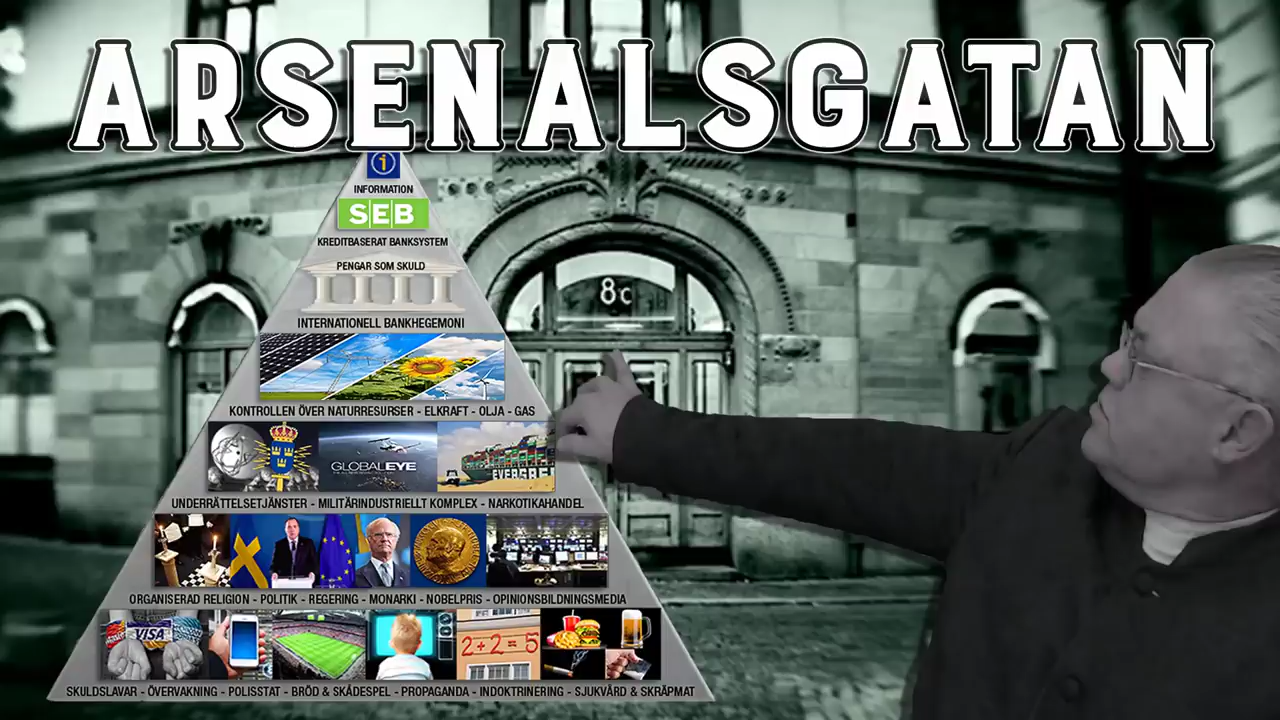 ARSENALSGATAN
i
INFORMATION
SEB
KREDITBASERAT BANKSYSTEM
PENGAR SOM SKULD
8c
INTERNATIONELL BANKHEGEMONI
KONTROLLEN ÖVER NATURRESURSER - ELKRAFT - OLJA - GAS
GLOBALEYE
EVERGREE
UNDERRÄTTELSETJÄNSTER - MILITÄRINDUSTRIELLT KOMPLEX - NARKOTIKAHANDEL
ORGANISERAD RELIGION - POLITIK - REGERING - MONARKI - NOBELPRIS - OPINIONSBILDNINGSMEDIA
VISA
2+2=5
SKULDSLAVAR - ÖVERVAKNING - POLISSTAT - BRÖD & SKÅDESPEL - PROPAGANDA - INDOKTRINERING - SJUKVÅRD & SKRÄPMAT